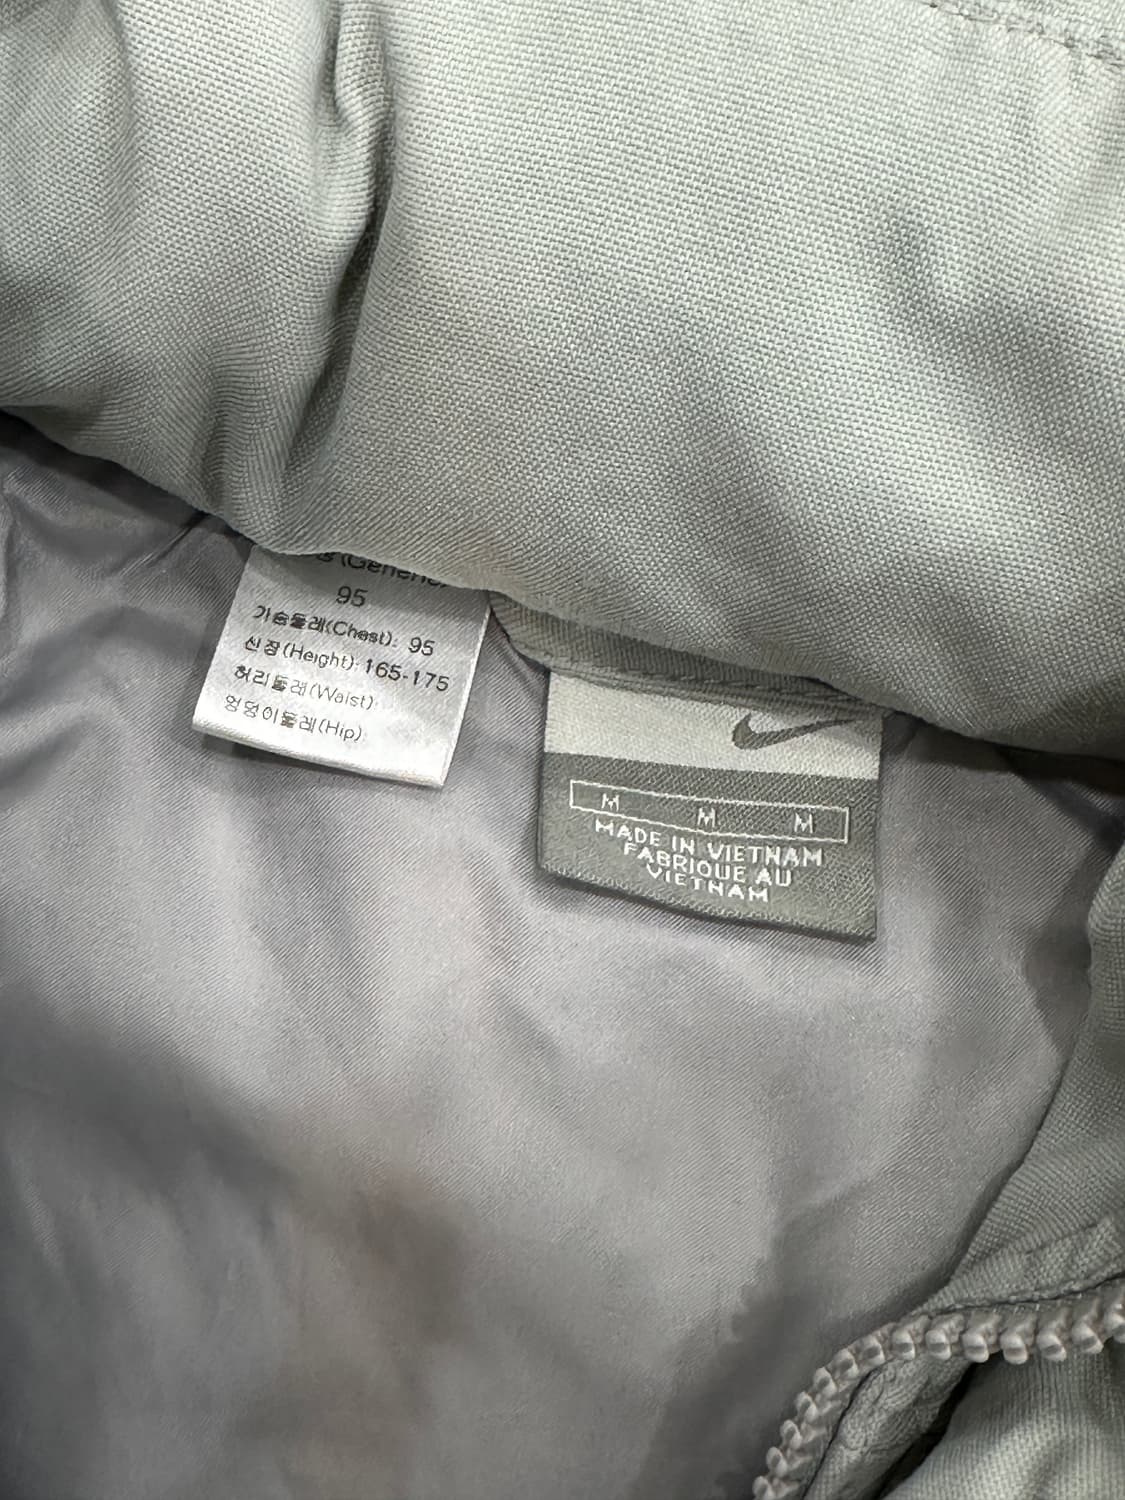 95
가슴둘레(Chest): 95
신장(Height): 165-175
허리둘레(Waist):
엉덩이둘레(Hip):
M M M
MADE IN VIETNAM
FABRIQUE AU
VIETNAM